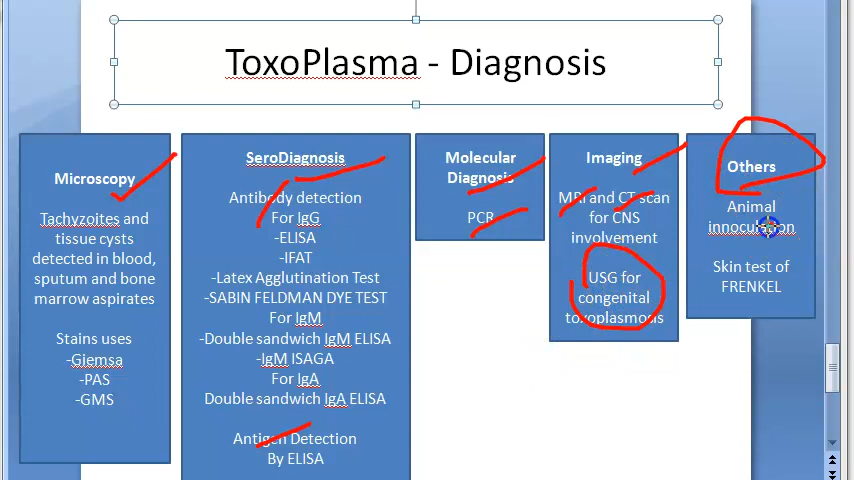 ToxoPlasma - Diagnosis
Microscopy
Tachyzoites and
tissue cysts
detected in blood,
sputum and bone
marrow aspirates
Stains uses
-Giemsa
-PAS
-GMS
SeroDiagnosis
Antibody detection
For IgG
-ELISA
-IFAT
-Latex Agglutination Test
-SABIN FELDMAN DYE TEST
For IgM
-Double sandwich IgM ELISA
-IgM ISAGA
For IgA
Double sandwich IgA ELISA
Antigen Detection
By ELISA
Molecular
Diagnosis
PCR
Imaging
MRI and CT scan
for CNS
involvement
USG for
congenital
toxoplasmosis
Others
Animal
innoculation
Skin test of
FRENKEL